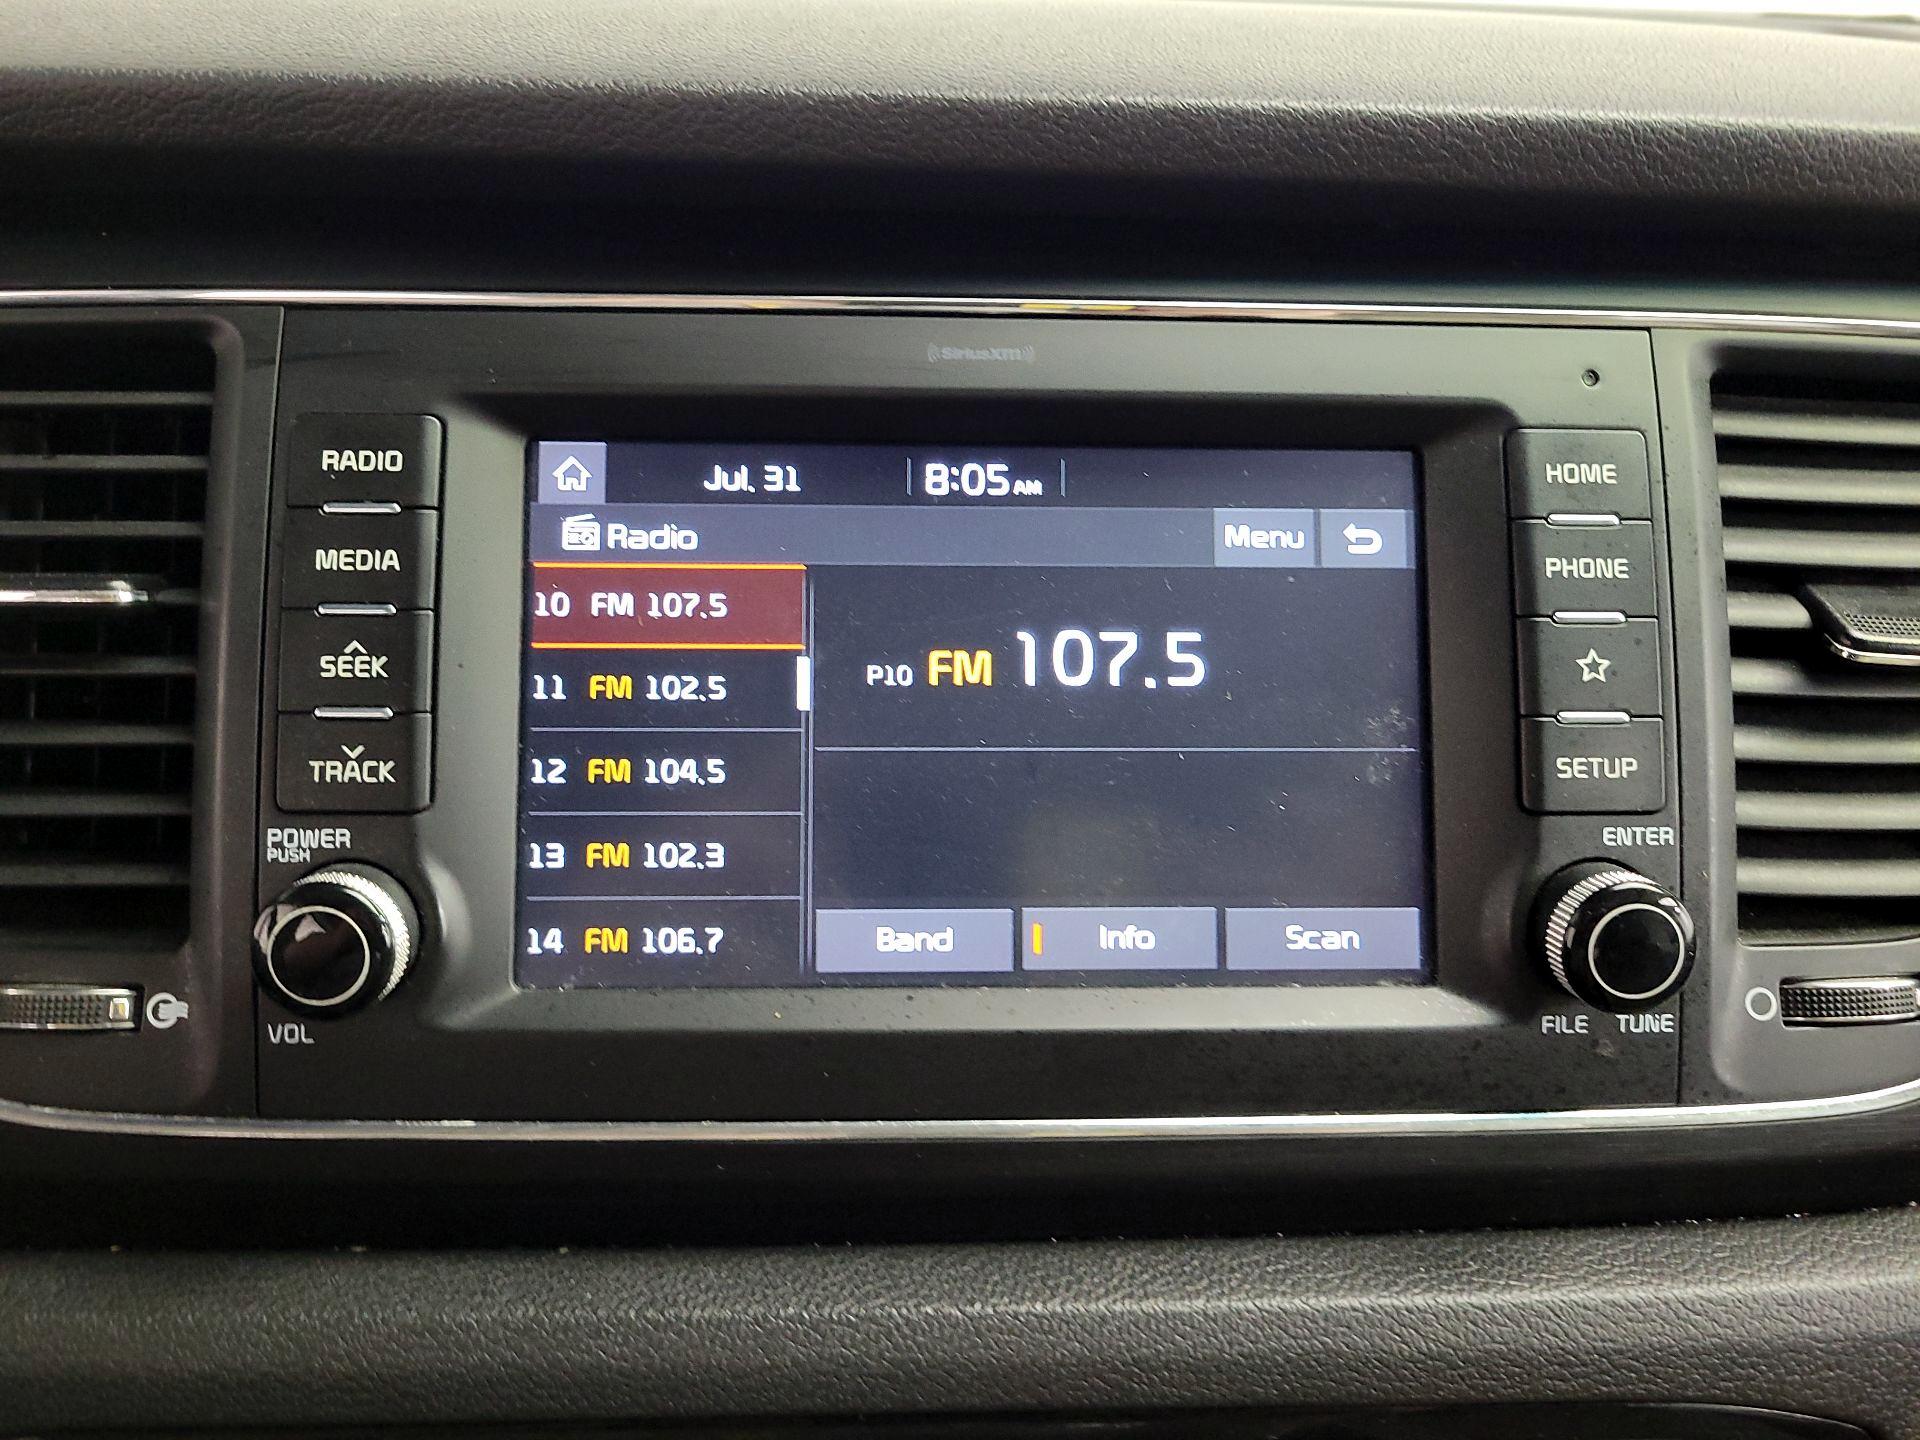 SiriusXM
RADIO
MEDIA
SEEK
TRACK
POWER
PUSH
VOL
Jul. 31
8:05 AM
Radio
Menu
10 FM 107.5
11 FM 102.5
12 FM 104.5
13 FM 102.3
14 FM 106.7
P10 FM 107.5
Band
Info
Scan
HOME
PHONE
SETUP
ENTER
FILE TUNE